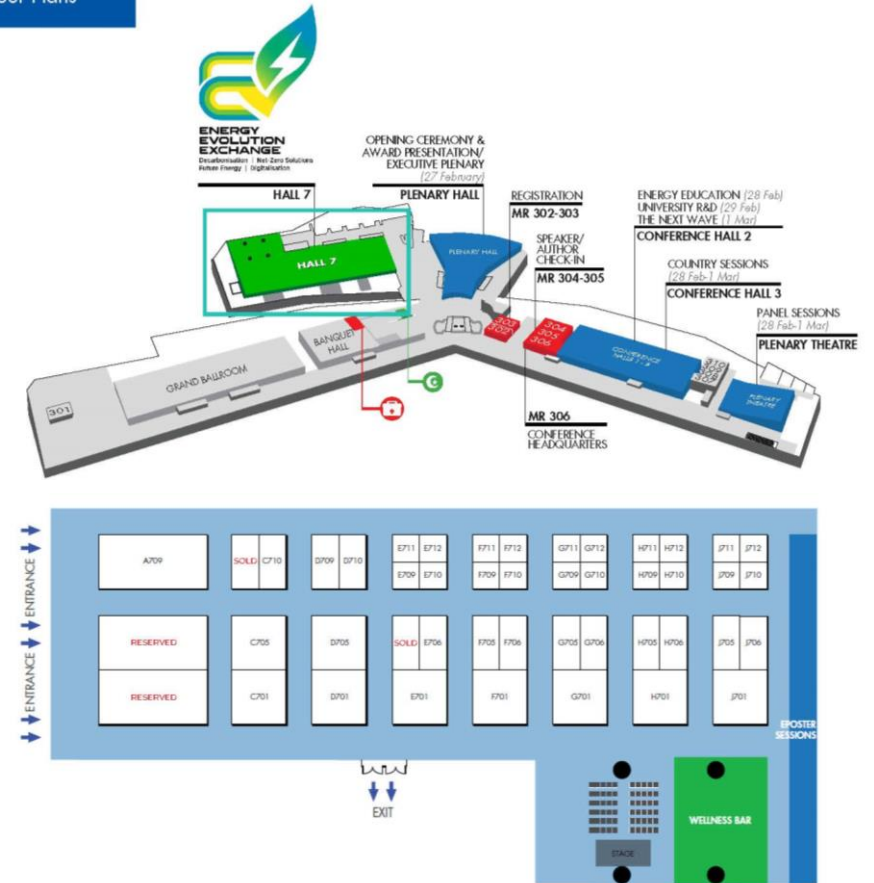 ENERGY
EVOLUTION
EXCHANGE
Decarbonisation | Net-Zero Solutions
Future Energy | Digitalisation
HALL 7
OPENING CEREMONY &
AWARD PRESENTATION/
EXECUTIVE PLENARY
(27 February)
PLENARY HALL
REGISTRATION
MR 302-303
SPEAKER/
AUTHOR
CHECK-IN
MR 304-305
ENERGY EDUCATION (28 Feb)
UNIVERSITY R&D (29 Feb)
THE NEXT WAVE (1 Mar)
CONFERENCE HALL 2
COUNTRY SESSIONS
(28 Feb-1 Mar)
CONFERENCE HALL 3
PANEL SESSIONS
(28 Feb-1 Mar)
PLENARY THEATRE
HALL 7
PLENARY HALL
303
302
304
305
306
CONFERENCE
HALLS 1 - 3
PLENARY
THEATRE
BANQUET
HALL
GRAND BALLROOM
301
MR 306
CONFERENCE
HEADQUARTERS
ENTRANCE
ENTRANCE
A709
SOLD C710
D709 D710
E711 E712
F711 F712
G711 G712
H711 H712
J711 J712
E709 E710
F709 F710
G709 G710
H709 H710
J709 J710
RESERVED
C705
D705
SOLD E706
F705 F706
G705 G706
H705 H706
J705 J706
RESERVED
C701
D701
E701
F701
G701
H701
J701
EPOSTER
SESSIONS
EXIT
WELLNESS BAR
STAGE